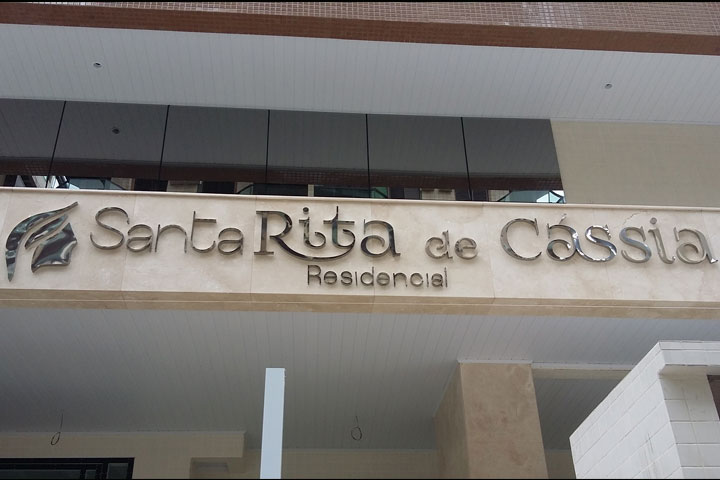 Santa Rita de Cássia
Residencial